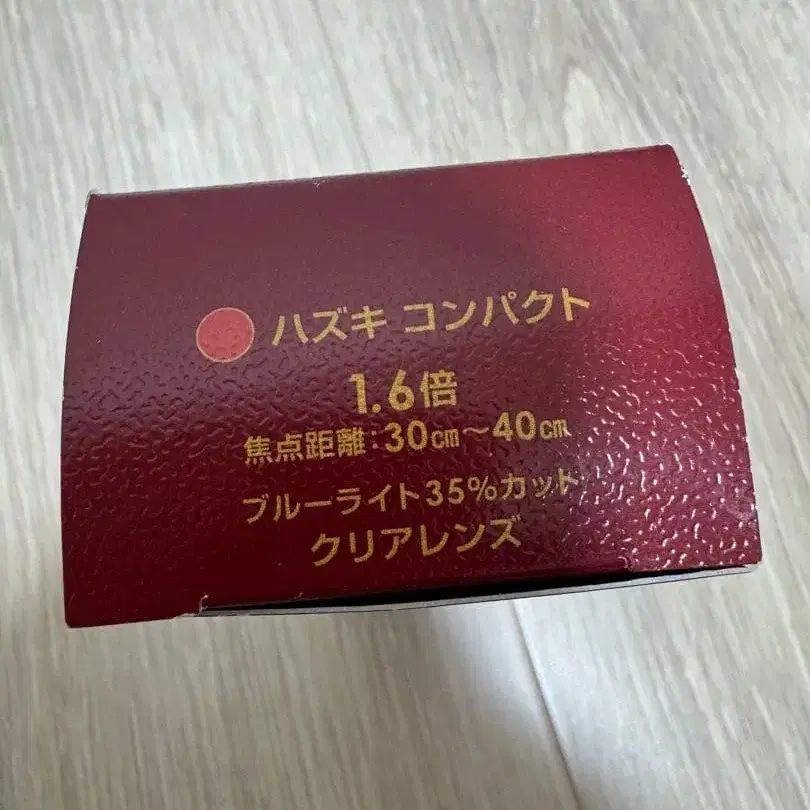 ハズキ コンパクト
1.6倍
焦点距離:30㎝~40㎝
ブルーライト35%カット
クリアレンズ